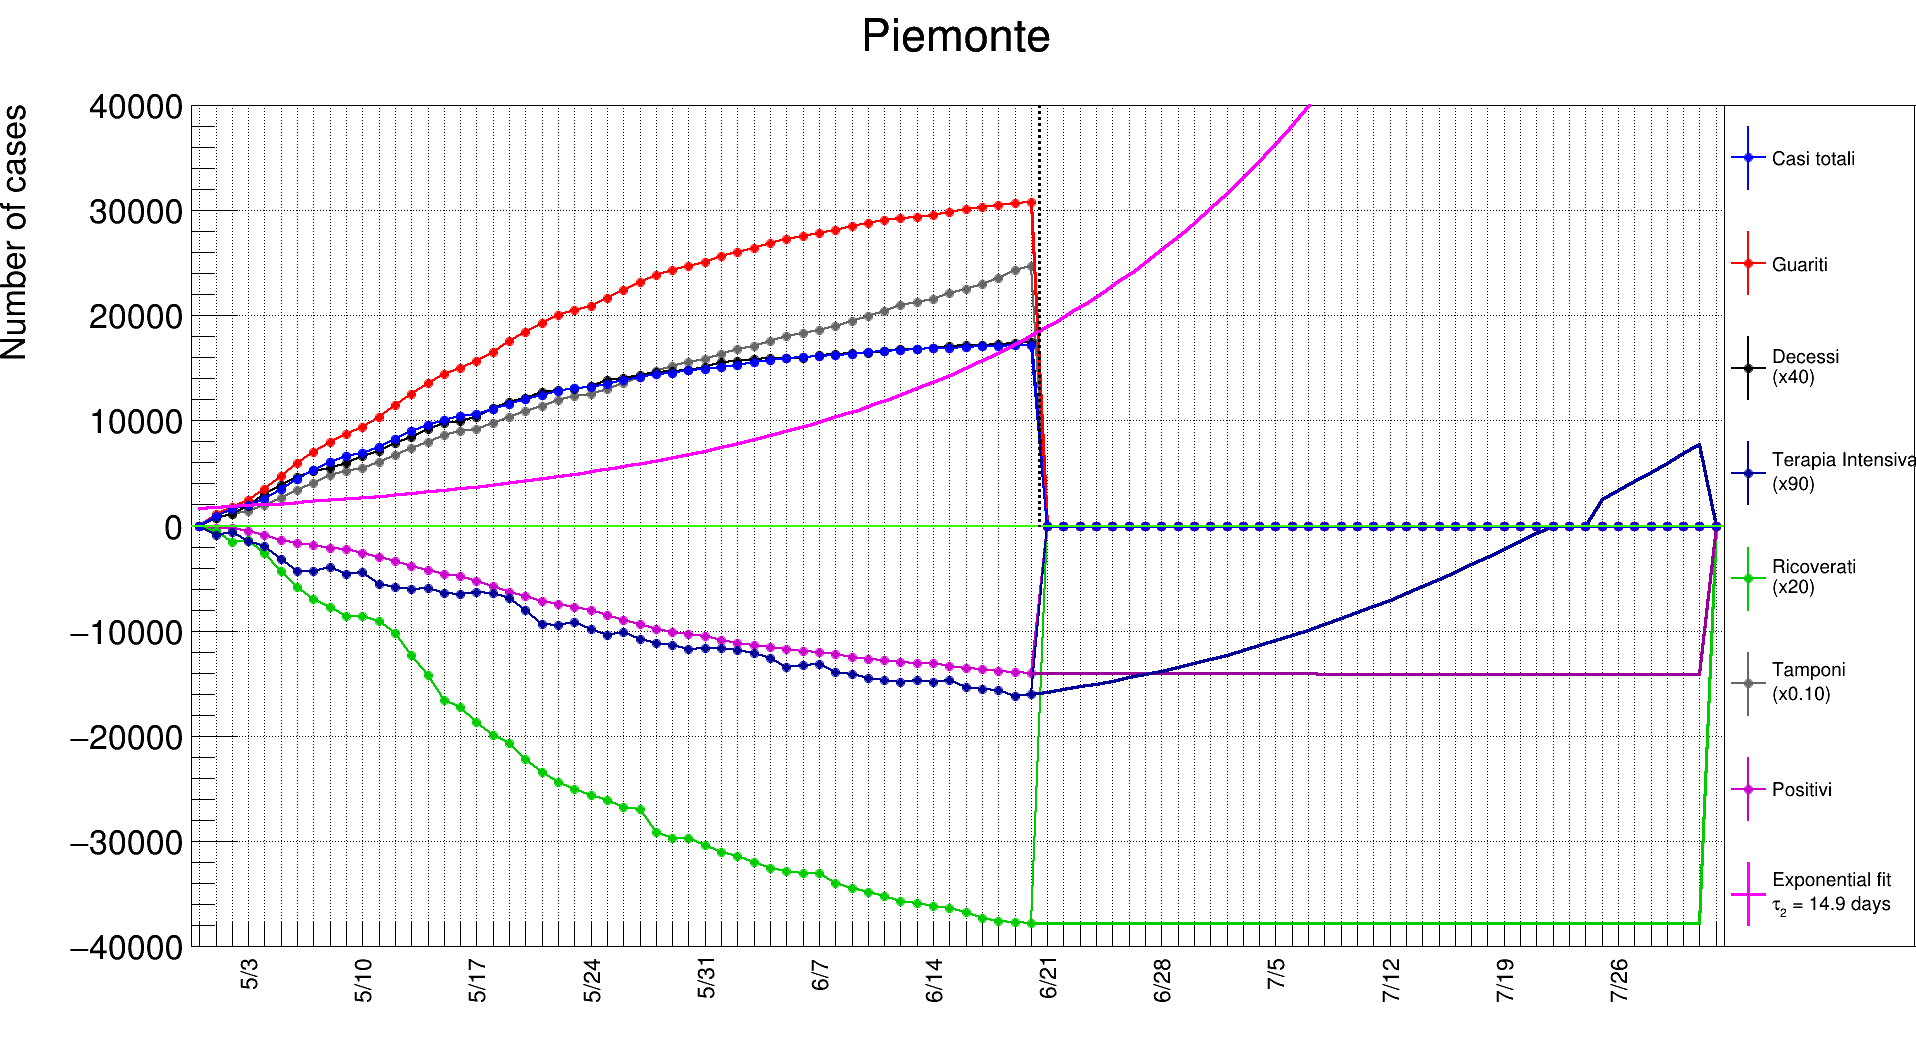 Piemonte
Number of cases
40000
30000
20000
10000
0
−10000
−20000
−30000
−40000
5/3
5/10
5/17
5/24
5/31
6/7
6/14
6/21
6/28
7/5
7/12
7/19
7/26
Casi totali
Guariti
Decessi
(x40)
Terapia Intensiva
(x90)
Ricoverati
(x20)
Tamponi
(x0.10)
Positivi
Exponential fit
τ2 = 14.9 days